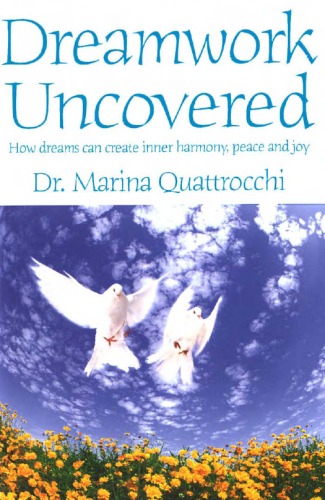 Dreamwork
Uncovered
How dreams can create inner harmony, peace and joy
Dr. Marina Quattrocchi